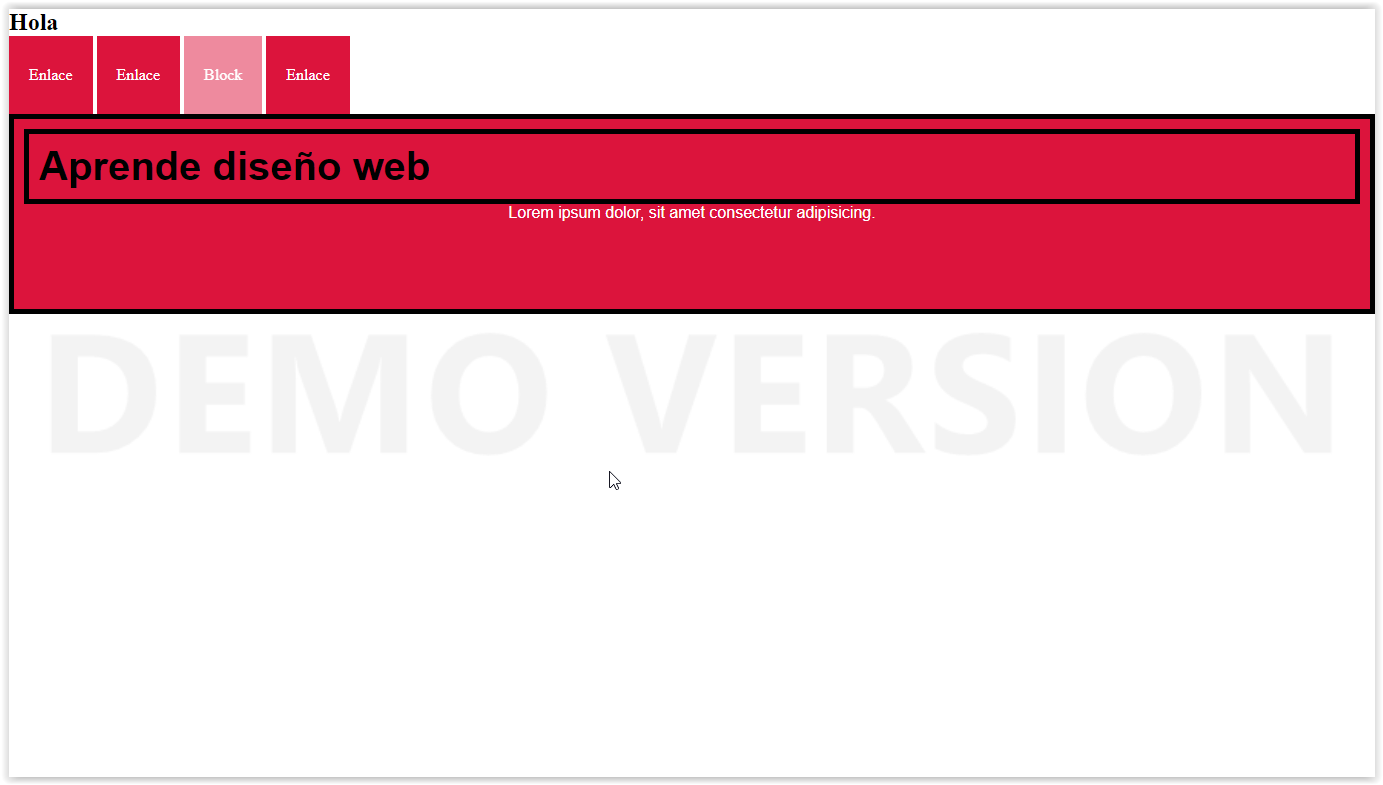 Hola
Enlace Enlace Block Enlace
Aprende diseño web
Lorem ipsum dolor, sit amet consectetur adipisicing.
DEMO VERSION